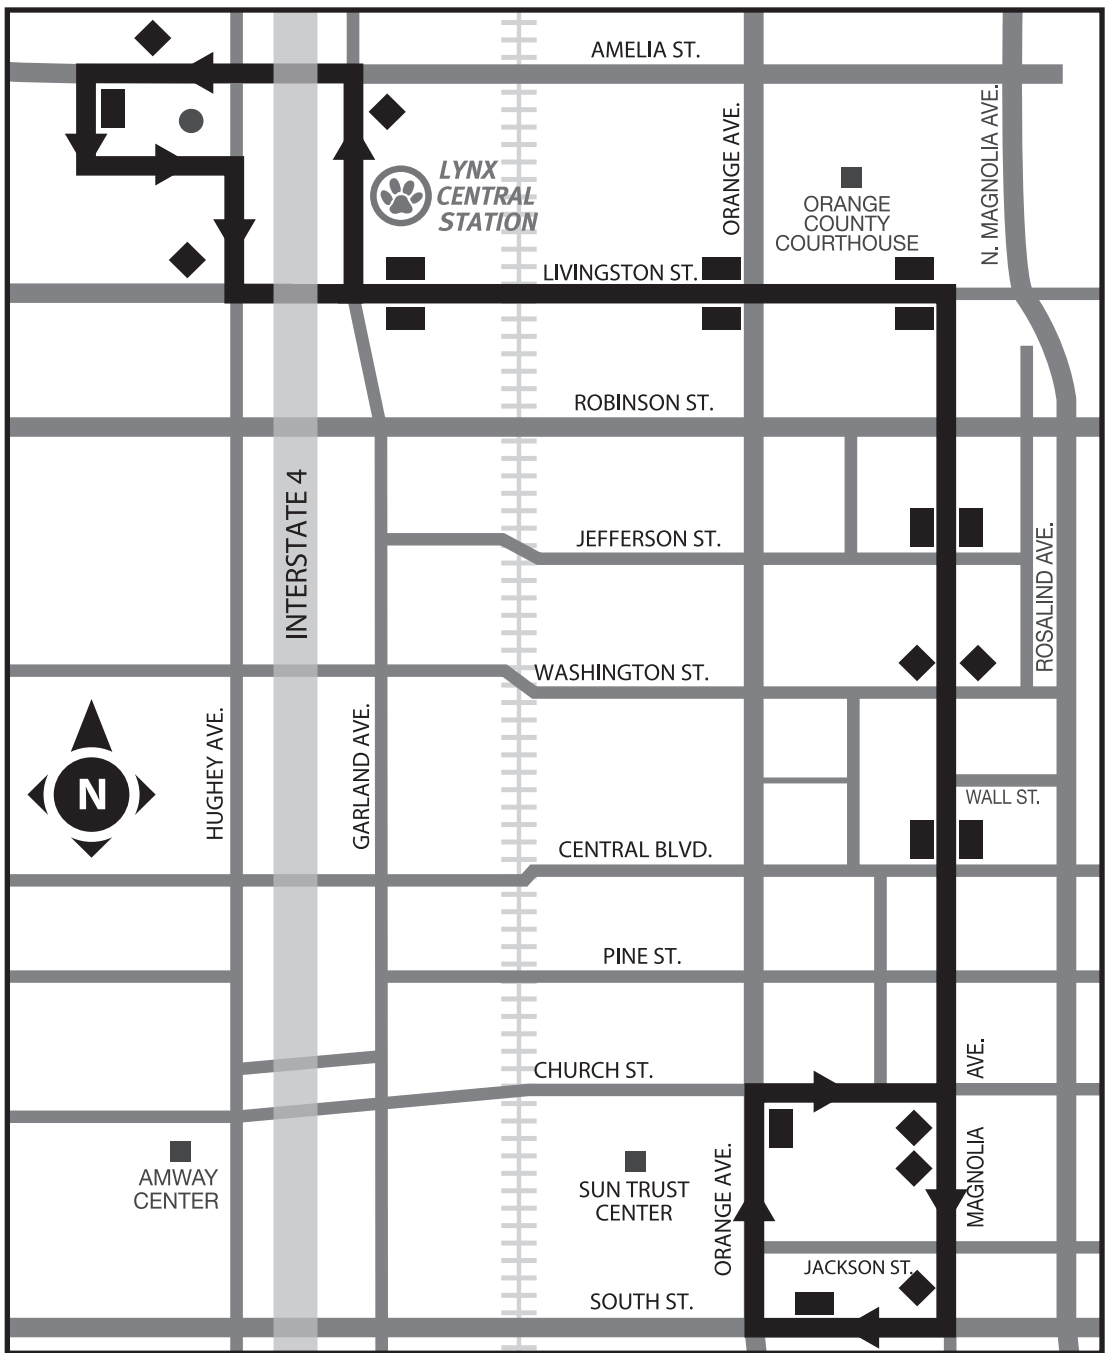 AMELIA ST.
N. MAGNOLIA AVE.
ORANGE AVE.
LYNX
CENTRAL
STATION
ORANGE
COUNTY
COURTHOUSE
LIVINGSTON ST.
ROBINSON ST.
INTERSTATE 4
JEFFERSON ST.
ROSALIND AVE.
WASHINGTON ST.
HUGHEY AVE.
GARLAND AVE.
N
WALL ST.
CENTRAL BLVD.
PINE ST.
CHURCH ST.
MAGNOLIA AVE.
AMWAY
CENTER
SUN TRUST
CENTER
ORANGE AVE.
JACKSON ST.
SOUTH ST.